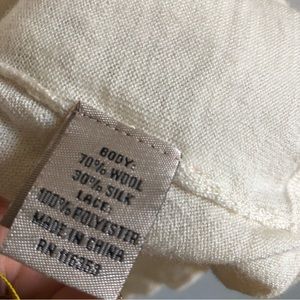 BODY:
70% WOOL
30% SILK
LACE:
100% POLYESTER
MADE IN CHINA
RN 116353